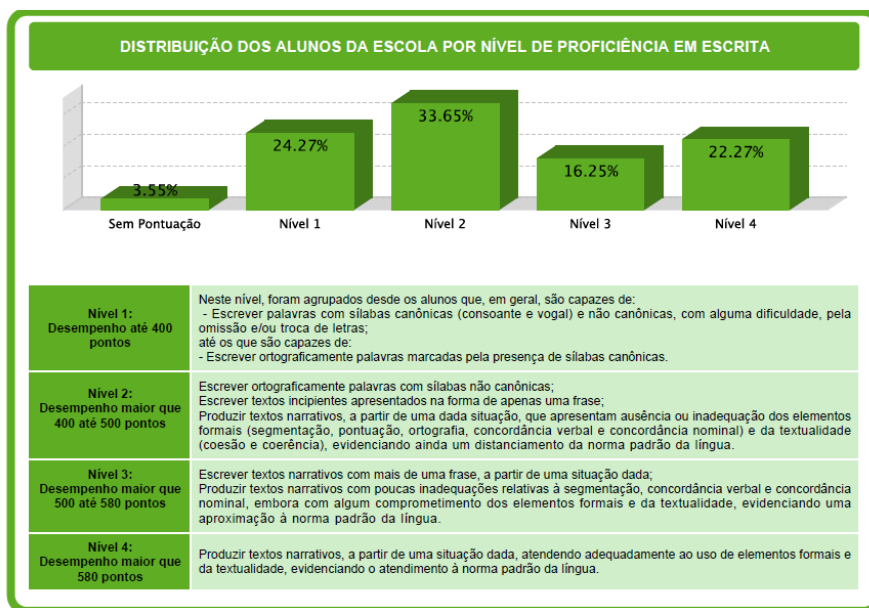 DISTRIBUIÇÃO DOS ALUNOS DA ESCOLA POR NÍVEL DE PROFICIÊNCIA EM ESCRITA
3.55%
24.27%
33.65%
16.25%
22.27%
Sem Pontuação
Nível 1
Nível 2
Nível 3
Nível 4
Nível 1:
Desempenho até 400
pontos
Neste nível, foram agrupados desde os alunos que, em geral, são capazes de:
- Escrever palavras com sílabas canônicas (consoante e vogal) e não canônicas, com alguma dificuldade, pela
omissão e/ou troca de letras;
até os que são capazes de:
- Escrever ortograficamente palavras marcadas pela presença de sílabas canônicas.
Nível 2:
Desempenho maior que
400 até 500 pontos
Escrever ortograficamente palavras com sílabas não canônicas;
Escrever textos incipientes apresentados na forma de apenas uma frase;
Produzir textos narrativos, a partir de uma dada situação, que apresentam ausência ou inadequação dos elementos
formais (segmentação, pontuação, ortografia, concordância verbal e concordância nominal) e da textualidade
(coesão e coerência), evidenciando ainda um distanciamento da norma padrão da língua.
Nível 3:
Desempenho maior que
500 até 580 pontos
Escrever textos narrativos com mais de uma frase, a partir de uma situação dada;
Produzir textos narrativos com poucas inadequações relativas à segmentação, concordância verbal e concordância
nominal, embora com algum comprometimento dos elementos formais e da textualidade, evidenciando uma
aproximação à norma padrão da língua.
Nível 4:
Desempenho maior que
580 pontos
Produzir textos narrativos, a partir de uma situação dada, atendendo adequadamente ao uso de elementos formais e
da textualidade, evidenciando o atendimento à norma padrão da língua.